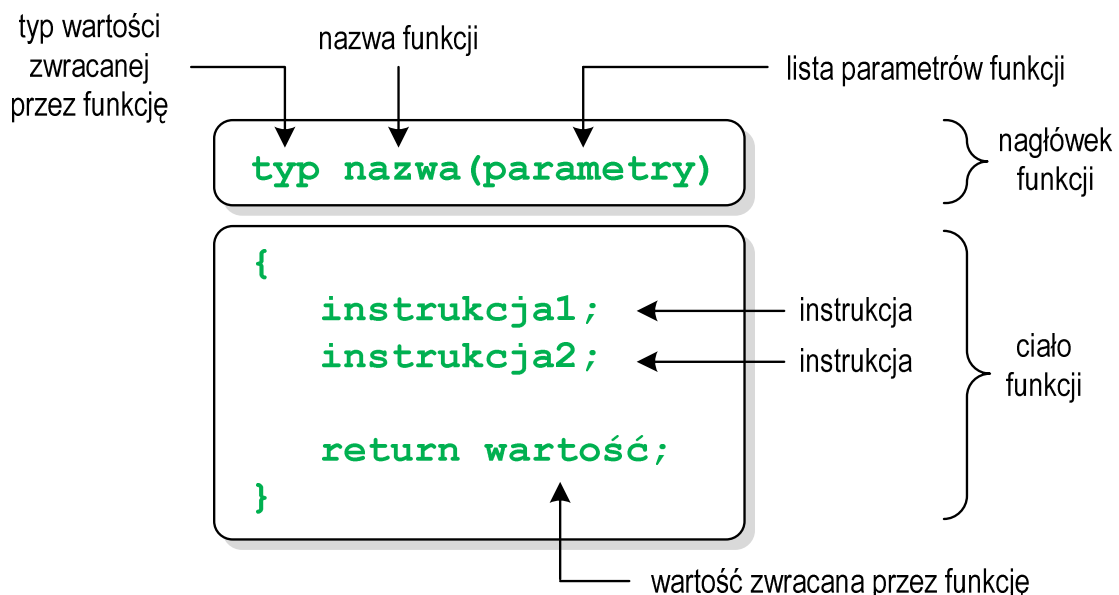 typ wartości
zwracanej
przez funkcję
nazwa funkcji
lista parametrów funkcji
typ nazwa(parametry)
nagłówek
funkcji
{
instrukcja1;
instrukcja
instrukcja2;
instrukcja
return wartość;
}
ciało
funkcji
wartość zwracana przez funkcję